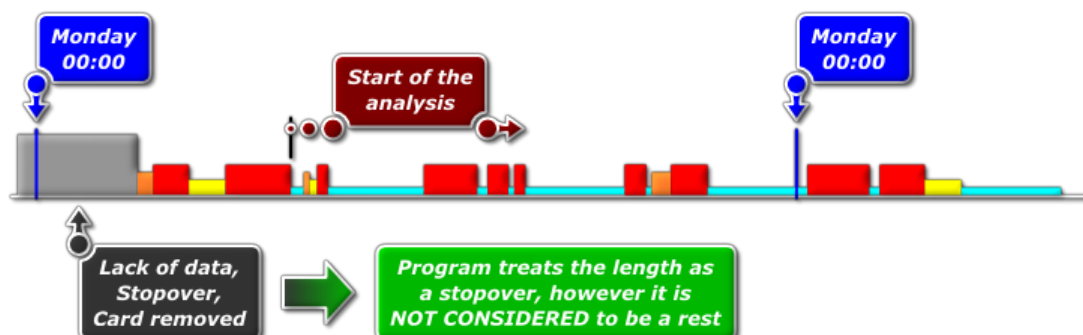 Monday
00:00
Start of the
analysis
Monday
00:00
Lack of data,
Stopover,
Card removed
Program treats the length as
a stopover, however it is
NOT CONSIDERED to be a rest